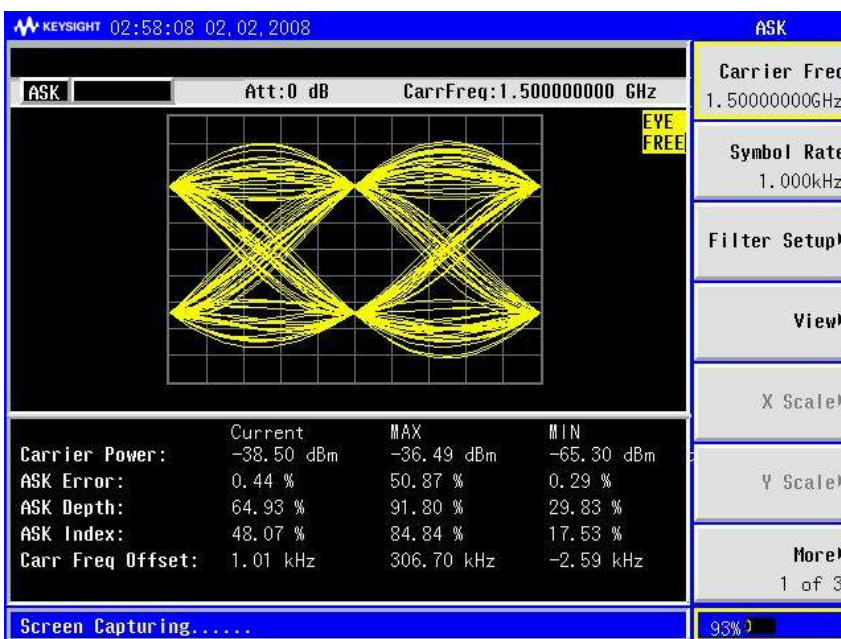 KEYSIGHT 02:58:08 02,02,2008
ASK
ASK Att:0 dB CarrFreq:1.500000000 GHz
EYE
FREE
Carrier Freq
1.50000000GHz
Symbol Rate
1.000kHz
Filter Setup
View
X Scale
Y Scale
More
1 of 3
Current MAX MIN
Carrier Power: -38.50 dBm -36.49 dBm -65.30 dBm
ASK Error: 0.44 % 50.87 % 0.29 %
ASK Depth: 64.93 % 91.80 % 29.83 %
ASK Index: 48.07 % 84.84 % 17.53 %
Carr Freq Offset: 1.01 kHz 306.70 kHz -2.59 kHz
Screen Capturing......
93%